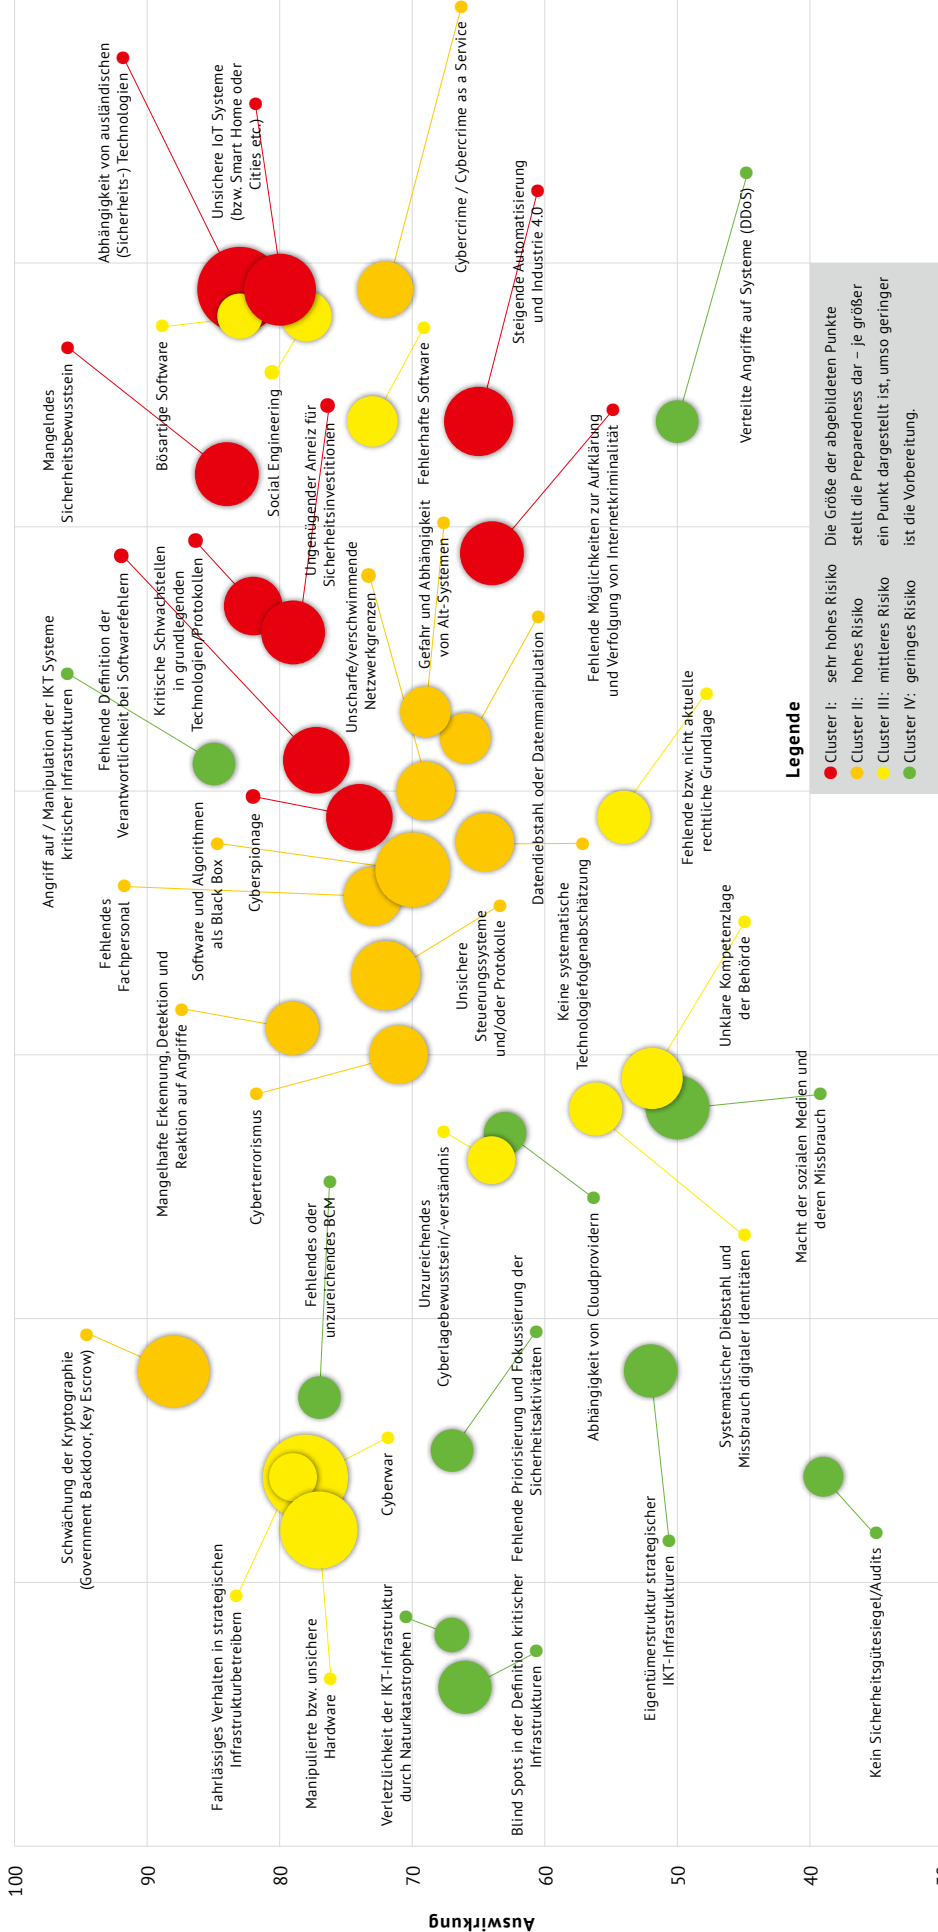 Abhängigkeit von ausländischen
(Sicherheits-) Technologien
Unsichere IoT Systeme
(bzw. Smart Home oder
Cities etc.)
Cybercrime / Cybercrime as a Service
Mangelndes
Sicherheitsbewusstsein
Bösartige Software
Social Engineering
Ungenügender Anreiz für
Sicherheitsinvestitionen
Fehlerhafte Software
Steigende Automatisierung
und Industrie 4.0
Verteilte Angriffe auf Systeme (DDoS)
Angriff auf / Manipulation der IKT Systeme
kritischer Infrastrukturen
Fehlende Definition der
Verantwortlichkeit bei Softwarefehlern
Kritische Schwachstellen
in grundlegenden
Technologien/Protokollen
Unscharfe/verschwimmende
Netzwerkgrenzen
Gefahr und Abhängigkeit
von Alt-Systemen
Datendiebstahl oder Datenmanipulation
Fehlende Möglichkeiten zur Aufklärung
und Verfolgung von Internetkriminalität
Fehlendes
Fachpersonal
Software und Algorithmen
als Black Box
Cyberspionage
Mangelhafte Erkennung, Detektion und
Reaktion auf Angriffe
Cyberterrorismus
Unsichere
Steuerungssysteme
und/oder Protokolle
Keine systematische
Technologiefolgenabschätzung
Fehlende bzw. nicht aktuelle
rechtliche Grundlage
Unklare Kompetenzlage
der Behörde
Macht der sozialen Medien und
deren Missbrauch
Schwächung der Kryptographie
(Government Backdoor, Key Escrow)
Fehlendes oder
unzureichendes BCM
Unzureichendes
Cyberlagebewusstsein/-verständnis
Fehlende Priorisierung und Fokussierung der
Sicherheitsaktivitäten
Abhängigkeit von Cloudprovidern
Systematischer Diebstahl und
Missbrauch digitaler Identitäten
Fahrlässiges Verhalten in strategischen
Infrastrukturbetreibern
Manipulierte bzw. unsichere
Hardware
Cyberwar
Verletzlichkeit der IKT-Infrastruktur
durch Naturkatastrophen
Blind Spots in der Definition kritischer
Infrastrukturen
Eigentümerstruktur strategischer
IKT-Infrastrukturen
Kein Sicherheitsgütesiegel/Audits
Legende
Cluster I: sehr hohes Risiko
Cluster II: hohes Risiko
Cluster III: mittleres Risiko
Cluster IV: geringes Risiko
Die Größe der abgebildeten Punkte
stellt die Preparedness dar – je größer
ein Punkt dargestellt ist, umso geringer
ist die Vorbereitung.
100
90
80
70
60
50
40
Auswirkung